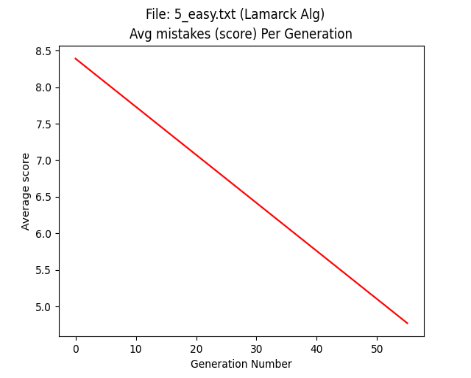 File: 5_easy.txt (Lamarck Alg)
Avg mistakes (score) Per Generation
8.5
8.0
7.5
7.0
6.5
6.0
5.5
5.0
Average score
0 10 20 30 40 50
Generation Number